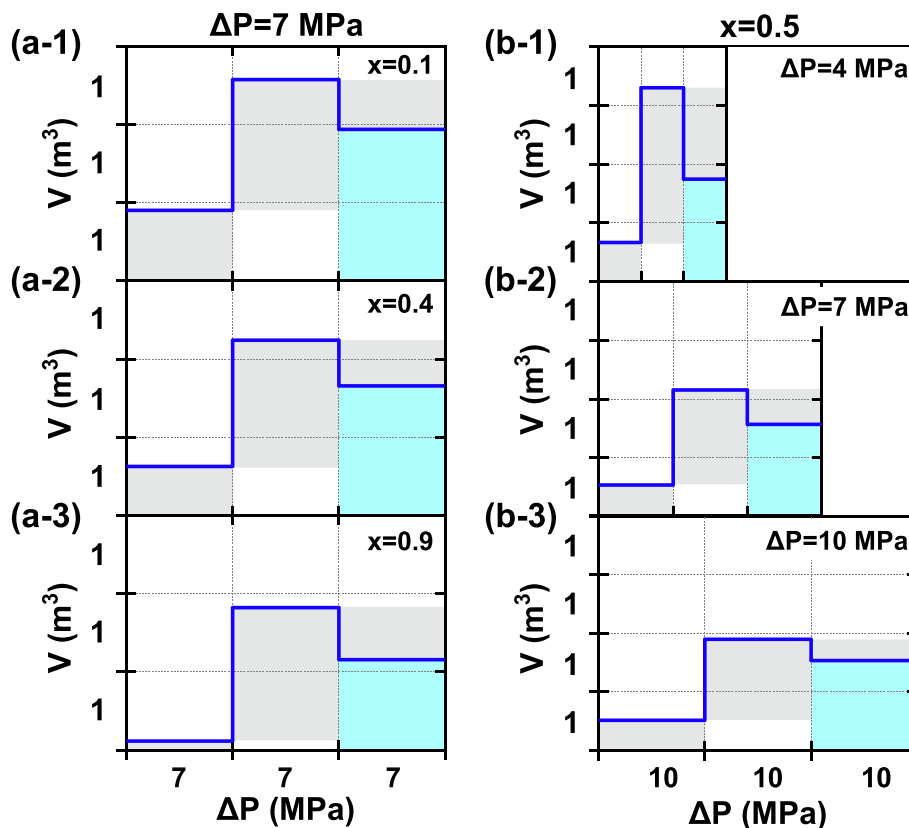 ΔP=7 MPa
(a-1)
x=0.1
1
1
1
V (m³)
(a-2)
x=0.4
1
1
1
V (m³)
(a-3)
x=0.9
1
1
1
V (m³)
7 7 7
ΔP (MPa)
x=0.5
(b-1)
ΔP=4 MPa
1
1
1
1
V (m³)
(b-2)
ΔP=7 MPa
1
1
1
1
V (m³)
(b-3)
ΔP=10 MPa
1
1
1
1
V (m³)
10 10 10
ΔP (MPa)